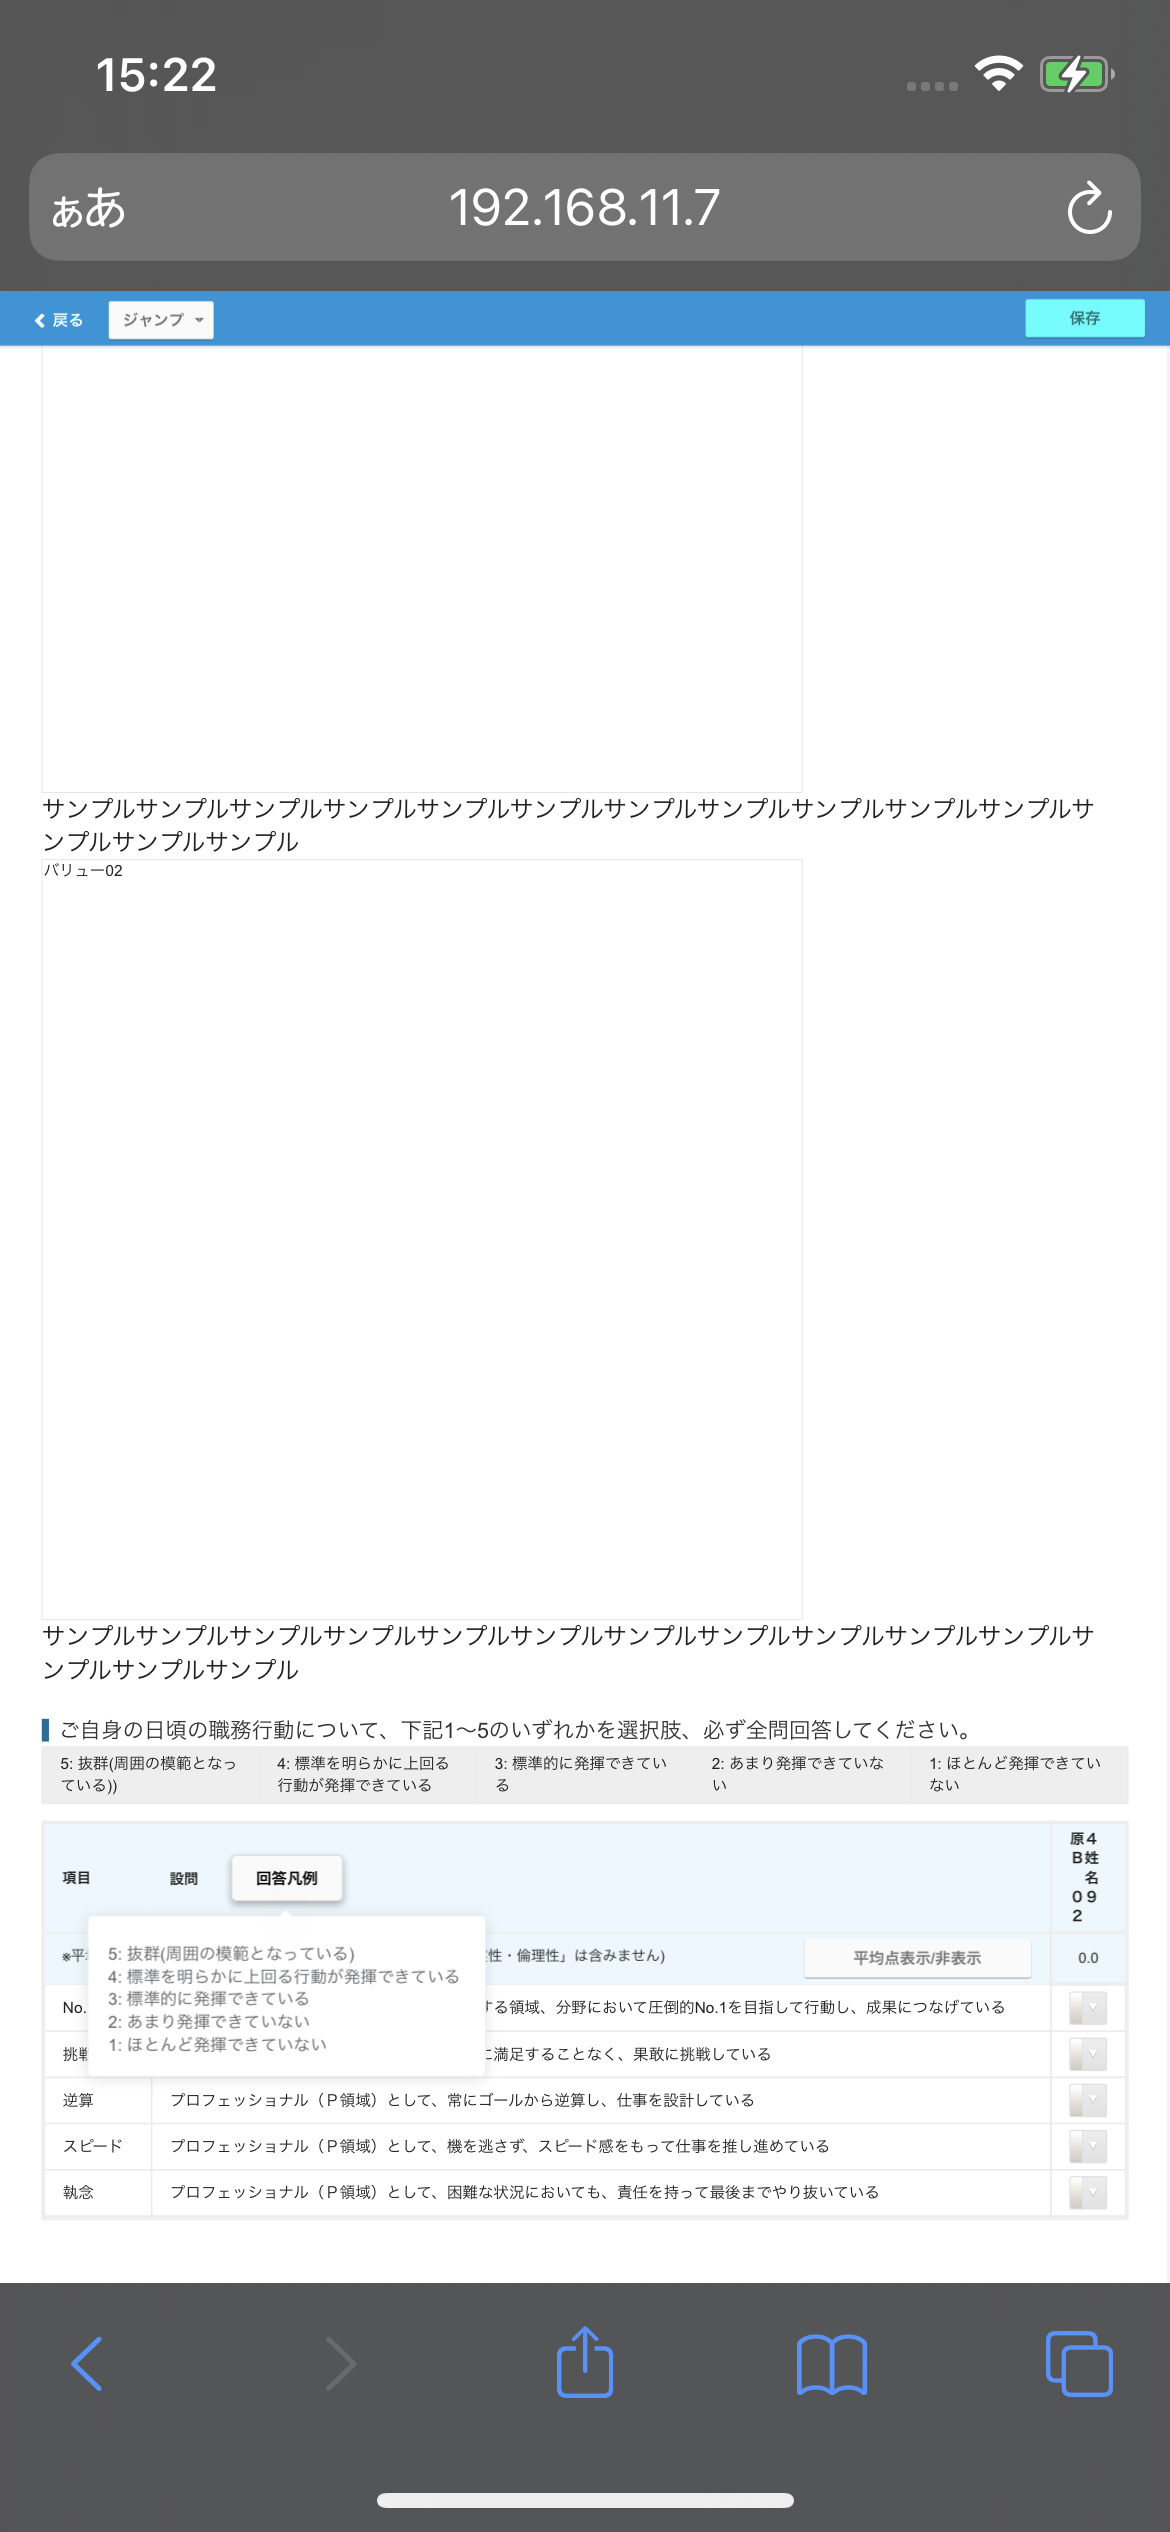 15:22
ぁあ
192.168.11.7
戻る
ジャンプ
保存
サンプルサンプルサンプルサンプルサンプルサンプルサンプルサンプルサンプルサンプルサンプルサ
ンプルサンプルサンプル
バリュー02
サンプルサンプルサンプルサンプルサンプルサンプルサンプルサンプルサンプルサンプルサンプルサ
ンプルサンプルサンプル
ご自身の日頃の職務行動について、下記1〜5のいずれかを選択肢、必ず全問回答してください。
5: 抜群(周囲の模範となっ
ている))
4: 標準を明らかに上回る
行動が発揮できている
3: 標準的に発揮できてい
る
2: あまり発揮できていな
い
1: ほとんど発揮できてい
ない
項目
設問
回答凡例
原４
Ｂ姓
名
０９
２
※平
性・倫理性」は含みません)
平均点表示/非表示
0.0
5: 抜群(周囲の模範となっている)
4: 標準を明らかに上回る行動が発揮できている
3: 標準的に発揮できている
2: あまり発揮できていない
1: ほとんど発揮できていない
No.
する領域、分野において圧倒的No.1を目指して行動し、成果につなげている
挑戦
に満足することなく、果敢に挑戦している
逆算
プロフェッショナル（Ｐ領域）として、常にゴールから逆算し、仕事を設計している
スピード
プロフェッショナル（Ｐ領域）として、機を逃さず、スピード感をもって仕事を推し進めている
執念
プロフェッショナル（Ｐ領域）として、困難な状況においても、責任を持って最後までやり抜いている